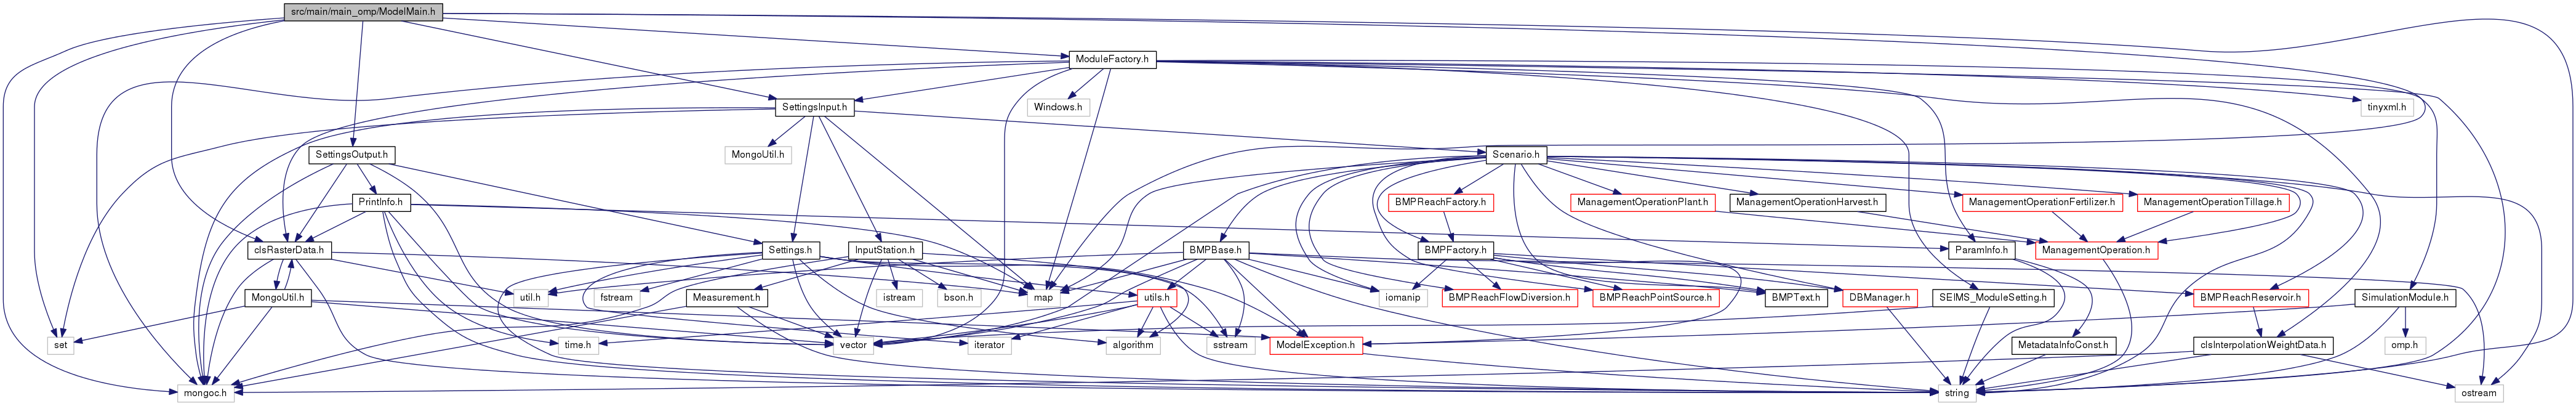 src/main/main_omp/ModelMain.h
ModuleFactory.h
SettingsInput.h
Windows.h
tinyxml.h
SettingsOutput.h
MongoUtil.h
Scenario.h
PrintInfo.h
BMPReachFactory.h
ManagementOperationPlant.h
ManagementOperationHarvest.h
ManagementOperationFertilizer.h
ManagementOperationTillage.h
clsRasterData.h
Settings.h
InputStation.h
BMPBase.h
BMPFactory.h
ParamInfo.h
ManagementOperation.h
MongoUtil.h
util.h
fstream
Measurement.h
istream
bson.h
map
utils.h
iomanip
BMPReachFlowDiversion.h
BMPReachPointSource.h
BMPText.h
DBManager.h
SEIMS_ModuleSetting.h
BMPReachReservoir.h
SimulationModule.h
set
time.h
vector
iterator
algorithm
sstream
ModelException.h
MetadataInfoConst.h
clsInterpolationWeightData.h
omp.h
mongoc.h
string
ostream